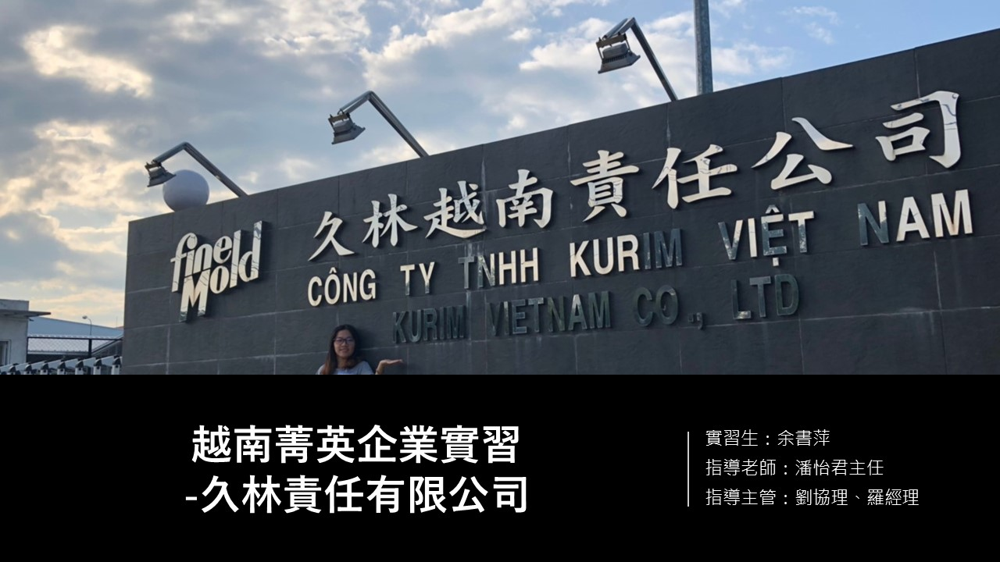 fine
Mold
久林越南責任公司
CÔNG TY TNHH KURIM VIỆT NAM
KURIM VIETNAM CO., LTD
越南菁英企業實習
-久林責任有限公司
實習生：余書萍
指導老師：潘怡君主任
指導主管：劉協理、羅經理